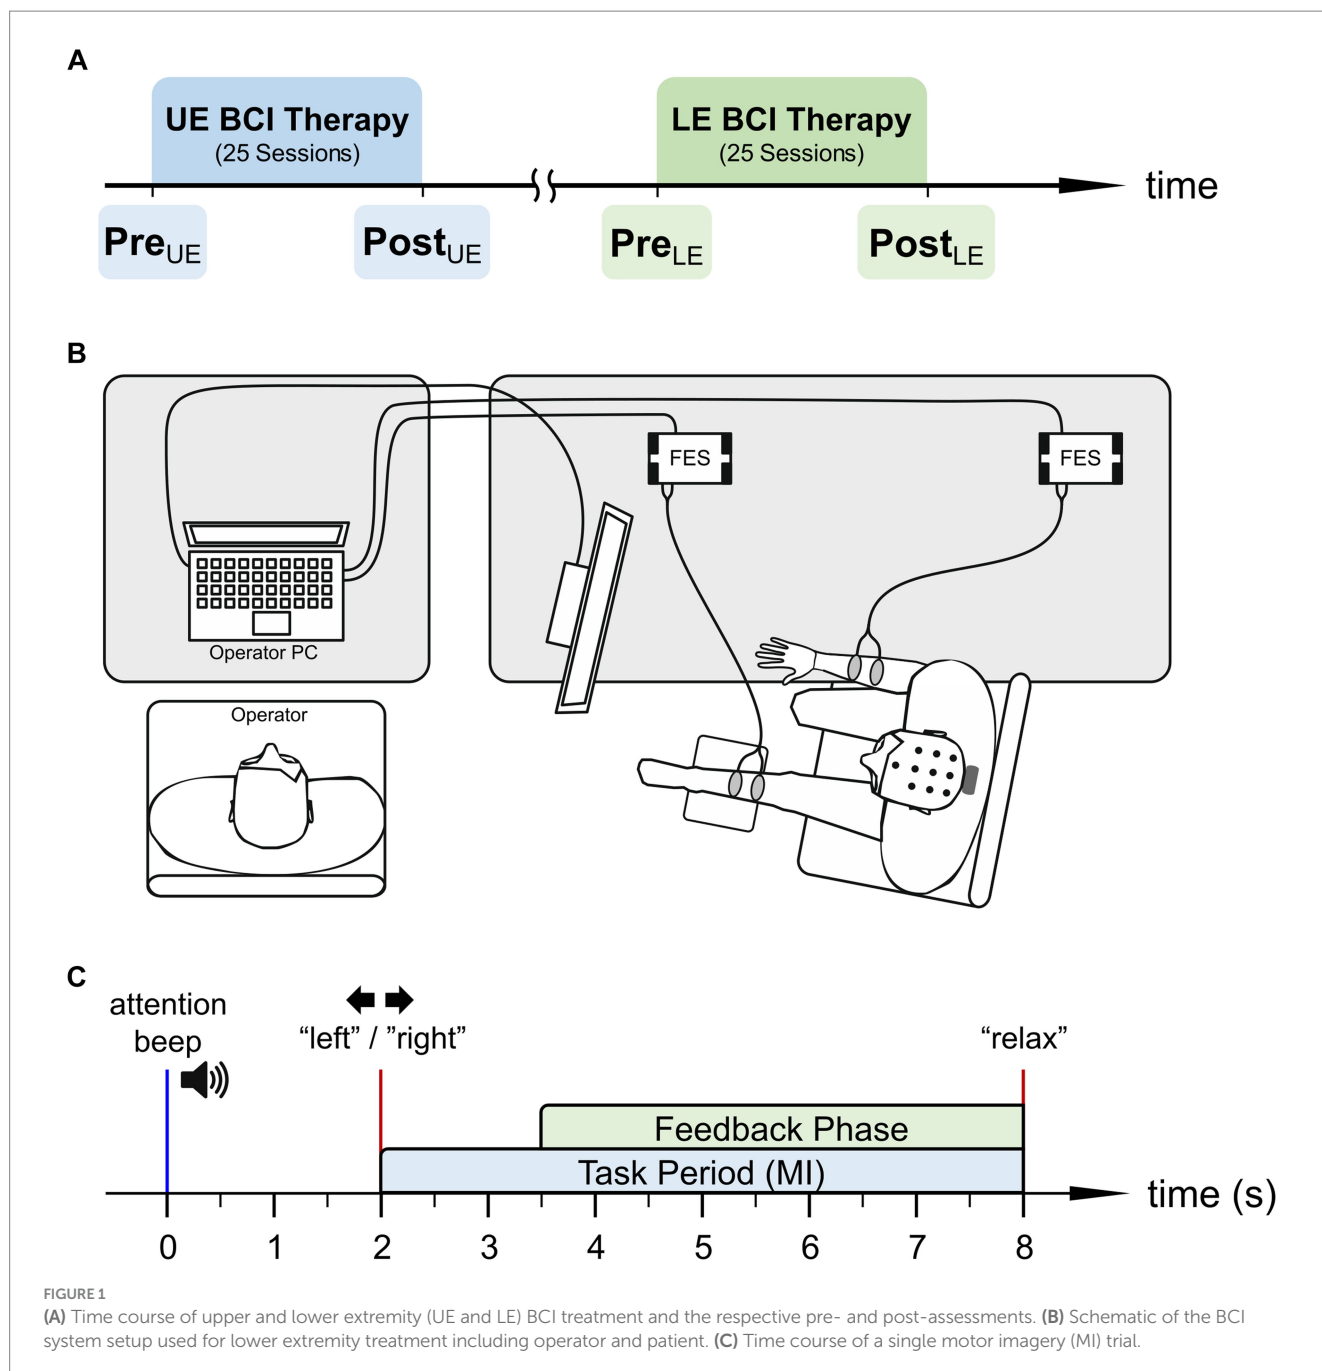 A
UE BCI Therapy
(25 Sessions)
LE BCI Therapy
(25 Sessions)
time
PreUE
PostUE
PreLE
PostLE
B
FES
FES
Operator PC
Operator
C
attention
beep
“left” / ”right”
“relax”
Feedback Phase
Task Period (MI)
time (s)
0 1 2 3 4 5 6 7 8
FIGURE 1
(A) Time course of upper and lower extremity (UE and LE) BCI treatment and the respective pre- and post-assessments. (B) Schematic of the BCI
system setup used for lower extremity treatment including operator and patient. (C) Time course of a single motor imagery (MI) trial.